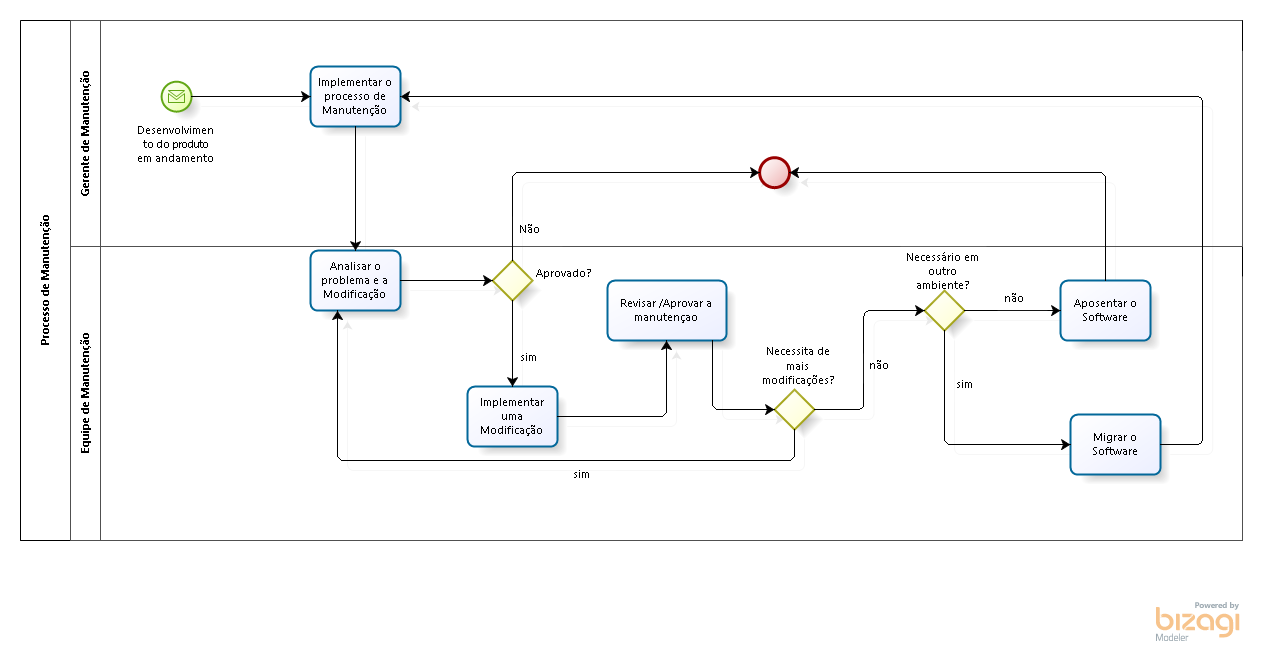 Processo de Manutenção
Gerente de Manutenção
Desenvolvimen
to do produto
em andamento
Implementar o
processo de
Manutenção
Equipe de Manutenção
Analisar o
problema e a
Modificação
Não
Aprovado?
sim
Implementar
uma
Modificação
Revisar /Aprovar a
manutençao
Necessita de
mais
modificações?
sim
não
Necessário em
outro
ambiente?
não
sim
Aposentar o
Software
Migrar o
Software
Powered by
bizagi
Modeler